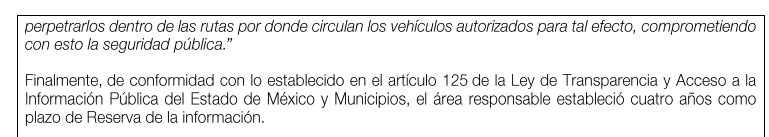 perpetrarlos dentro de las rutas por donde circulan los vehículos autorizados para tal efecto, comprometiendo
con esto la seguridad pública.”
Finalmente, de conformidad con lo establecido en el artículo 125 de la Ley de Transparencia y Acceso a la
Información Pública del Estado de México y Municipios, el área responsable estableció cuatro años como
plazo de Reserva de la información.